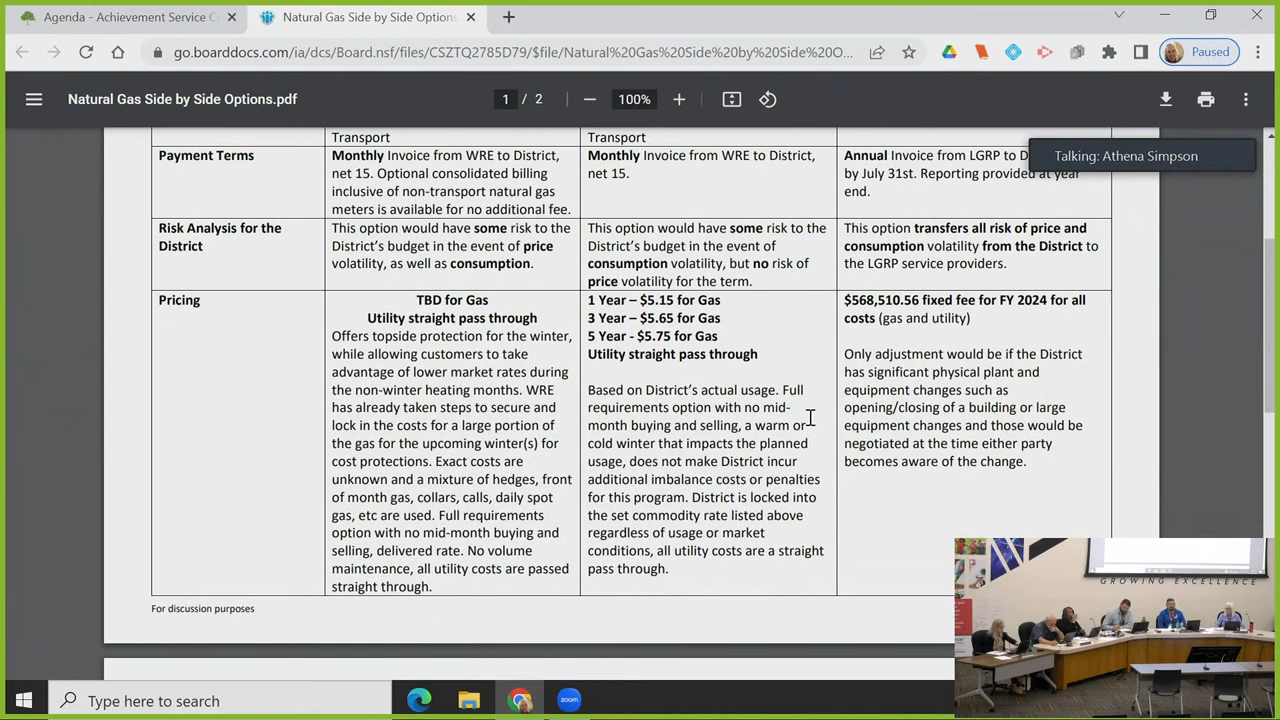 Agenda - Achievement Service C
Natural Gas Side by Side Options
go.boarddocs.com/ia/dcs/Board.nsf/files/CSZTO2785D79/$file/Natural%20Gas%20Side%20by%20Side%20O...
Paused
Natural Gas Side by Side Options.pdf
1 / 2
100%
Talking: Athena Simpson
Transport
Transport
Payment Terms
Monthly Invoice from WRE to District,
net 15. Optional consolidated billing
inclusive of non-transport natural gas
meters is available for no additional fee.
Monthly Invoice from WRE to District,
net 15.
Annual Invoice from LGRP to D
by July 31st. Reporting provided at year
end.
Risk Analysis for the
District
This option would have some risk to the
District's budget in the event of price
volatility, as well as consumption.
This option would have some risk to the
District's budget in the event of
consumption volatility, but no risk of
price volatility for the term.
This option transfers all risk of price and
consumption volatility from the District to
the LGRP service providers.
Pricing
TBD for Gas
Utility straight pass through
Offers topside protection for the winter,
while allowing customers to take
advantage of lower market rates during
the non-winter heating months. WRE
has already taken steps to secure and
lock in the costs for a large portion of
the gas for the upcoming winter(s) for
cost protections. Exact costs are
unknown and a mixture of hedges, front
of month gas, collars, calls, daily spot
gas, etc are used. Full requirements
option with no mid-month buying and
selling, delivered rate. No volume
maintenance, all utility costs are passed
straight through.
1 Year – $5.15 for Gas
3 Year – $5.65 for Gas
5 Year - $5.75 for Gas
Utility straight pass through
Based on District's actual usage. Full
requirements option with no mid-
month buying and selling, a warm or
cold winter that impacts the planned
usage, does not make District incur
additional imbalance costs or penalties
for this program. District is locked into
the set commodity rate listed above
regardless of usage or market
conditions, all utility costs are a straight
pass through.
$568,510.56 fixed fee for FY 2024 for all
costs (gas and utility)
Only adjustment would be if the District
has significant physical plant and
equipment changes such as
opening/closing of a building or large
equipment changes and those would be
negotiated at the time either party
becomes aware of the change.
For discussion purposes
GROWING EXCELLENCE
Type here to search
zoom